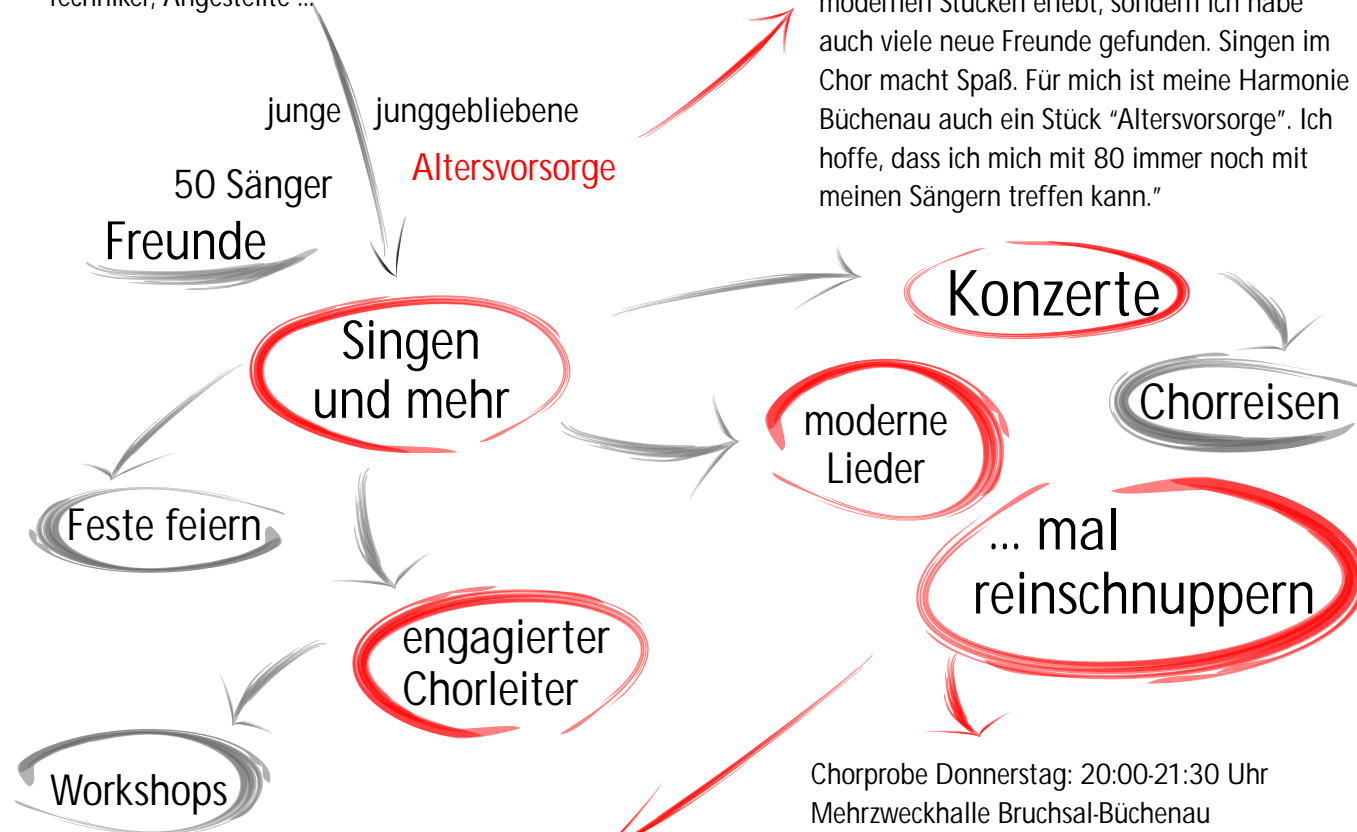 Techniker, Angestellte ...
modernen Stücken erlebt, sondern ich habe
auch viele neue Freunde gefunden. Singen im
Chor macht Spaß. Für mich ist meine Harmonie
Büchenau auch ein Stück “Altersvorsorge”. Ich
hoffe, dass ich mich mit 80 immer noch mit
meinen Sängern treffen kann.”
junge junggebliebene
Altersvorsorge
50 Sänger
Freunde
Singen
und mehr
Konzerte
Chorreisen
moderne
Lieder
Feste feiern
... mal
reinschnuppern
engagierter
Chorleiter
Workshops
Chorprobe Donnerstag: 20:00-21:30 Uhr
Mehrzweckhalle Bruchsal-Büchenau